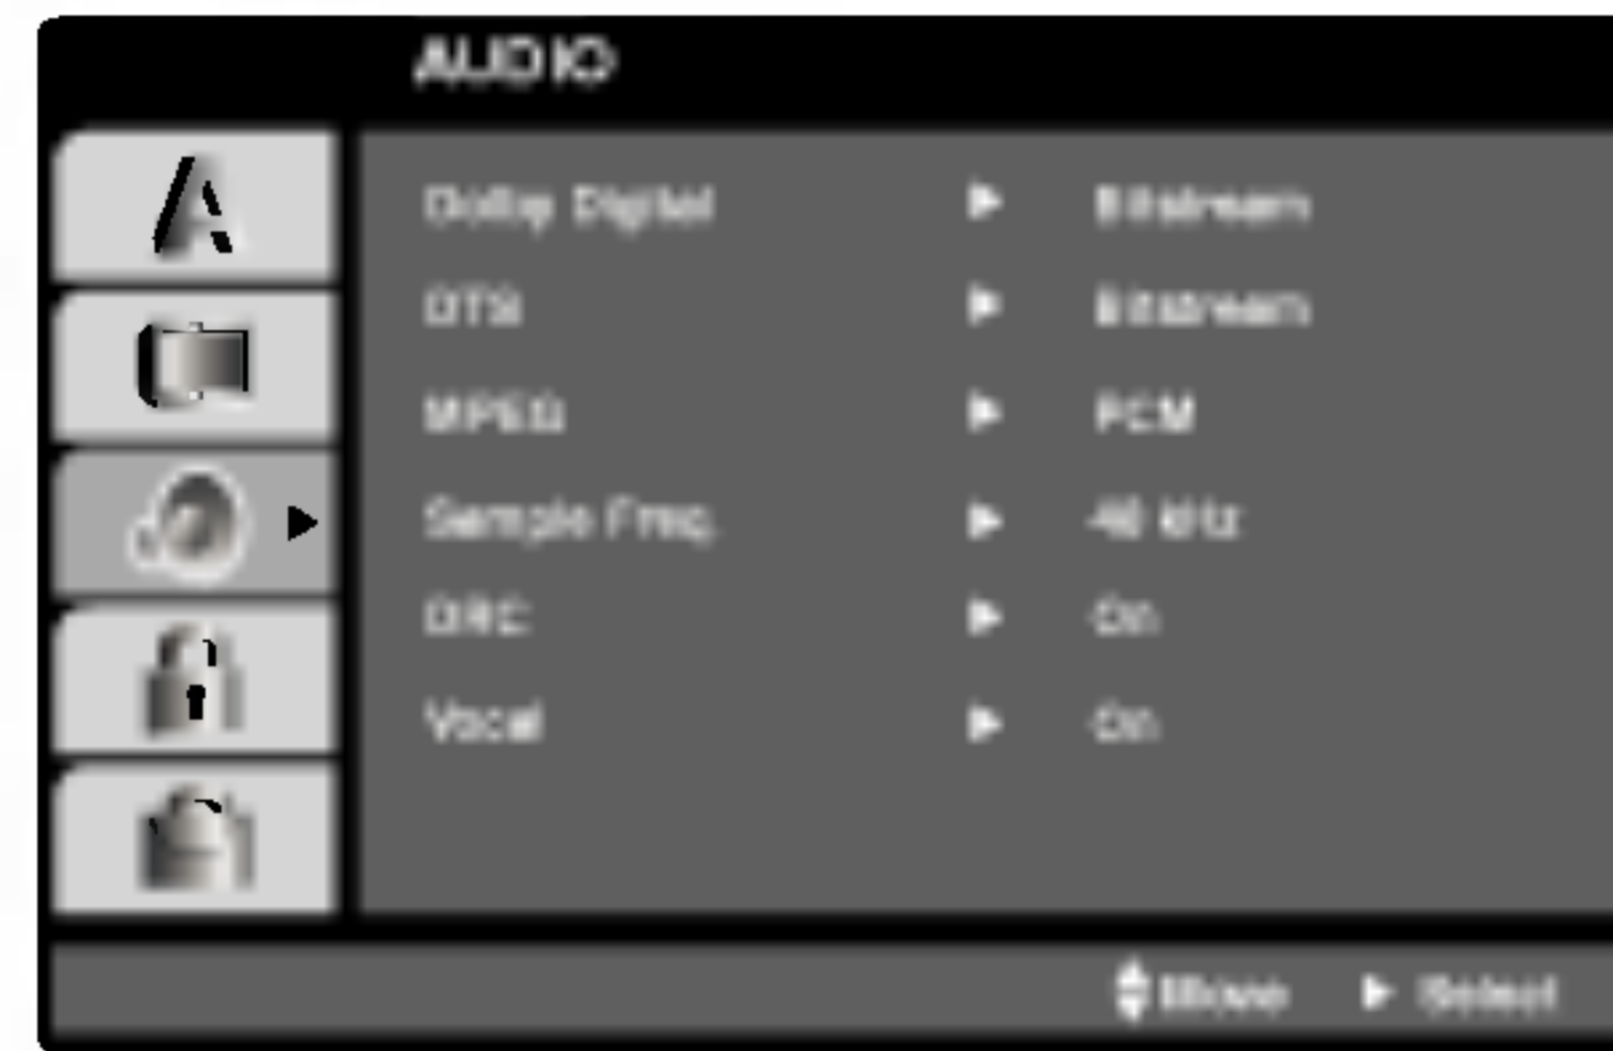 AUDIO
Dolby Digital ▶ Bitstream
DTS ▶ Bitstream
MPEG ▶ PCM
Sample Freq. ▶ 48 kHz
DRC ▶ On
Vocal ▶ On
Move ▶ Select